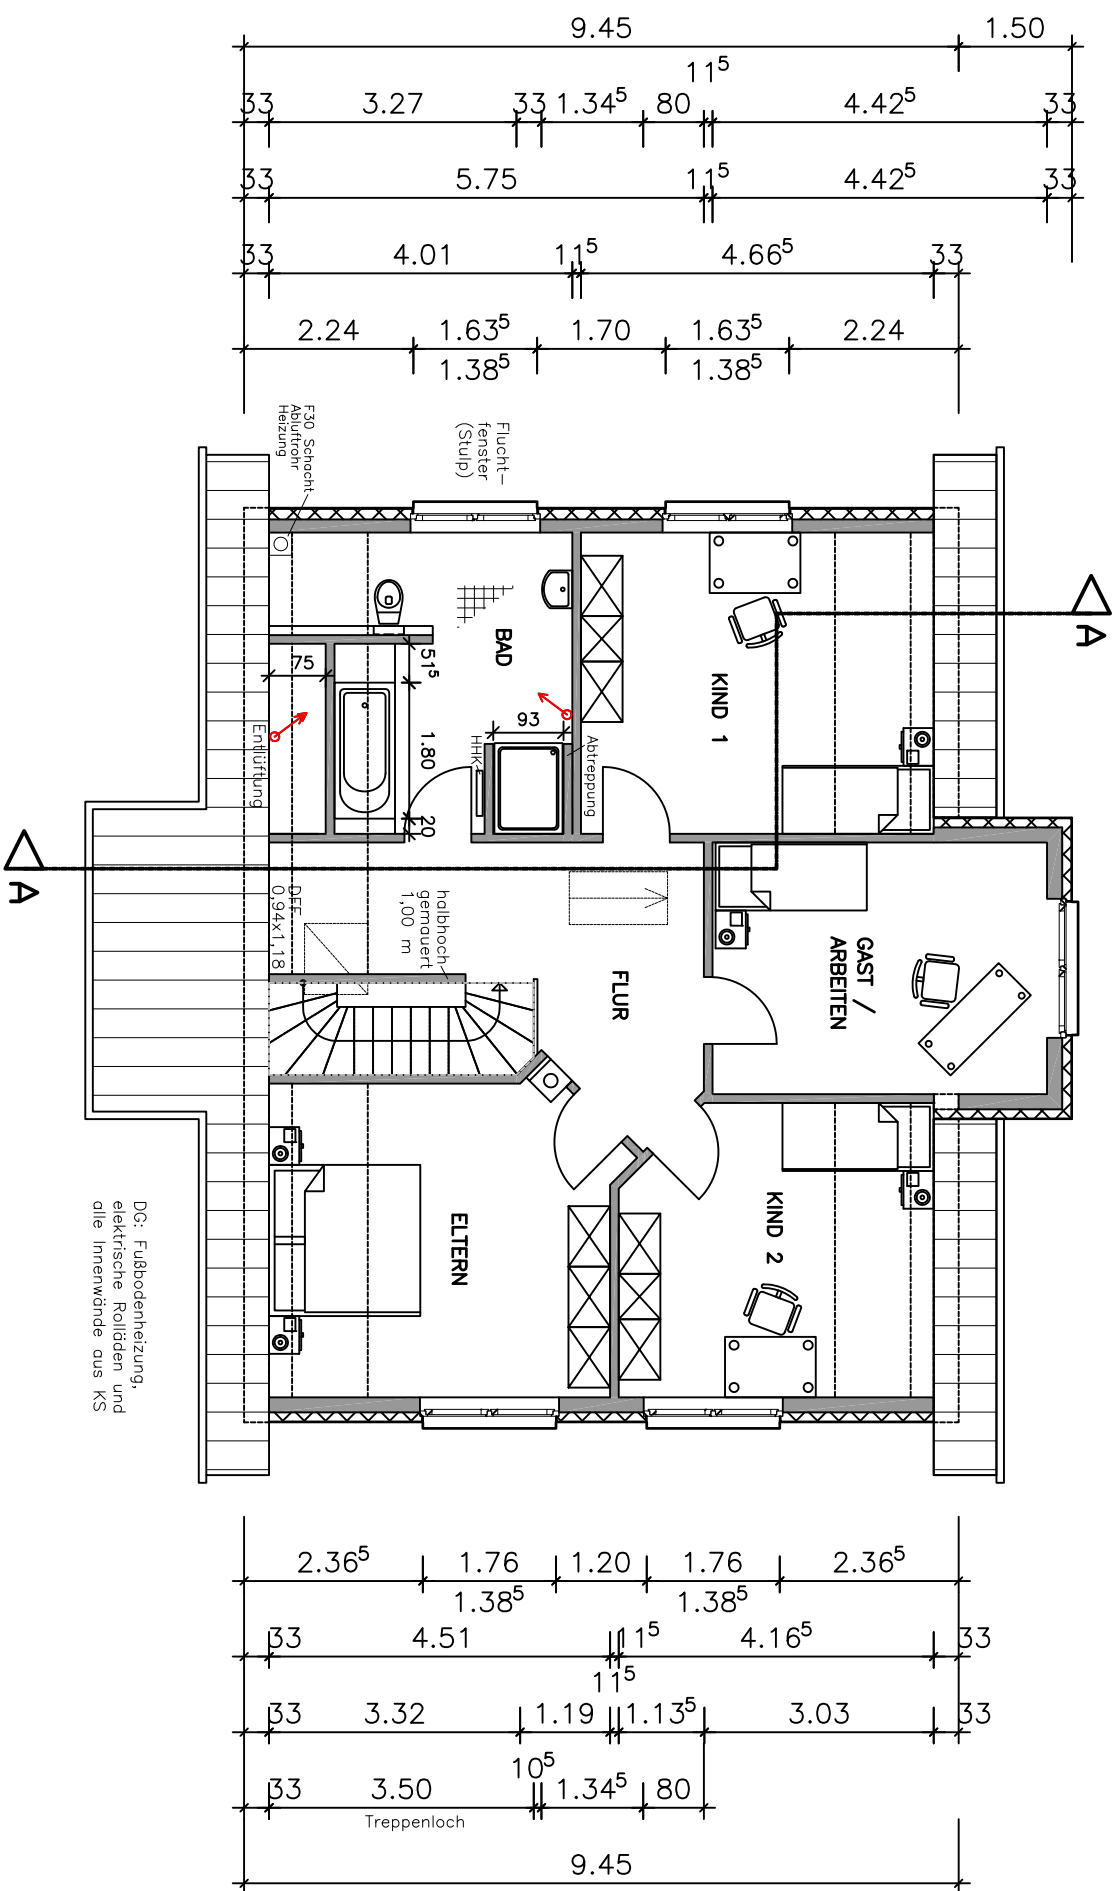 9.45 1.50
11⁵
33 3.27 33 1.34⁵ 80 4.42⁵ 33
33 5.75 11⁵ 4.42⁵ 33
33 4.01 11⁵ 4.66⁵ 33
2.24 1.63⁵ 1.70 1.63⁵ 2.24
1.38⁵ 1.38⁵
F30 Schacht
Abluftrohr
Heizung
Flucht-
fenster
(Stulp)
A
BAD
KIND 1
51⁵
75
93
1.80
HHK
Abtreppung
Entlüftung
20
A
DFF
0,94x1,18
halbhoch
gemauert
1,00 m
FLUR
GAST /
ARBEITEN
ELTERN
KIND 2
DG: Fußbodenheizung,
elektrische Rolläden und
alle Innenwände aus KS
2.36⁵ 1.76 1.20 1.76 2.36⁵
1.38⁵ 1.38⁵
33 4.51 11⁵ 4.16⁵ 33
11⁵
33 3.32 1.19 1.13⁵ 3.03 33
10⁵
33 3.50 1.34⁵ 80
Treppenloch
9.45